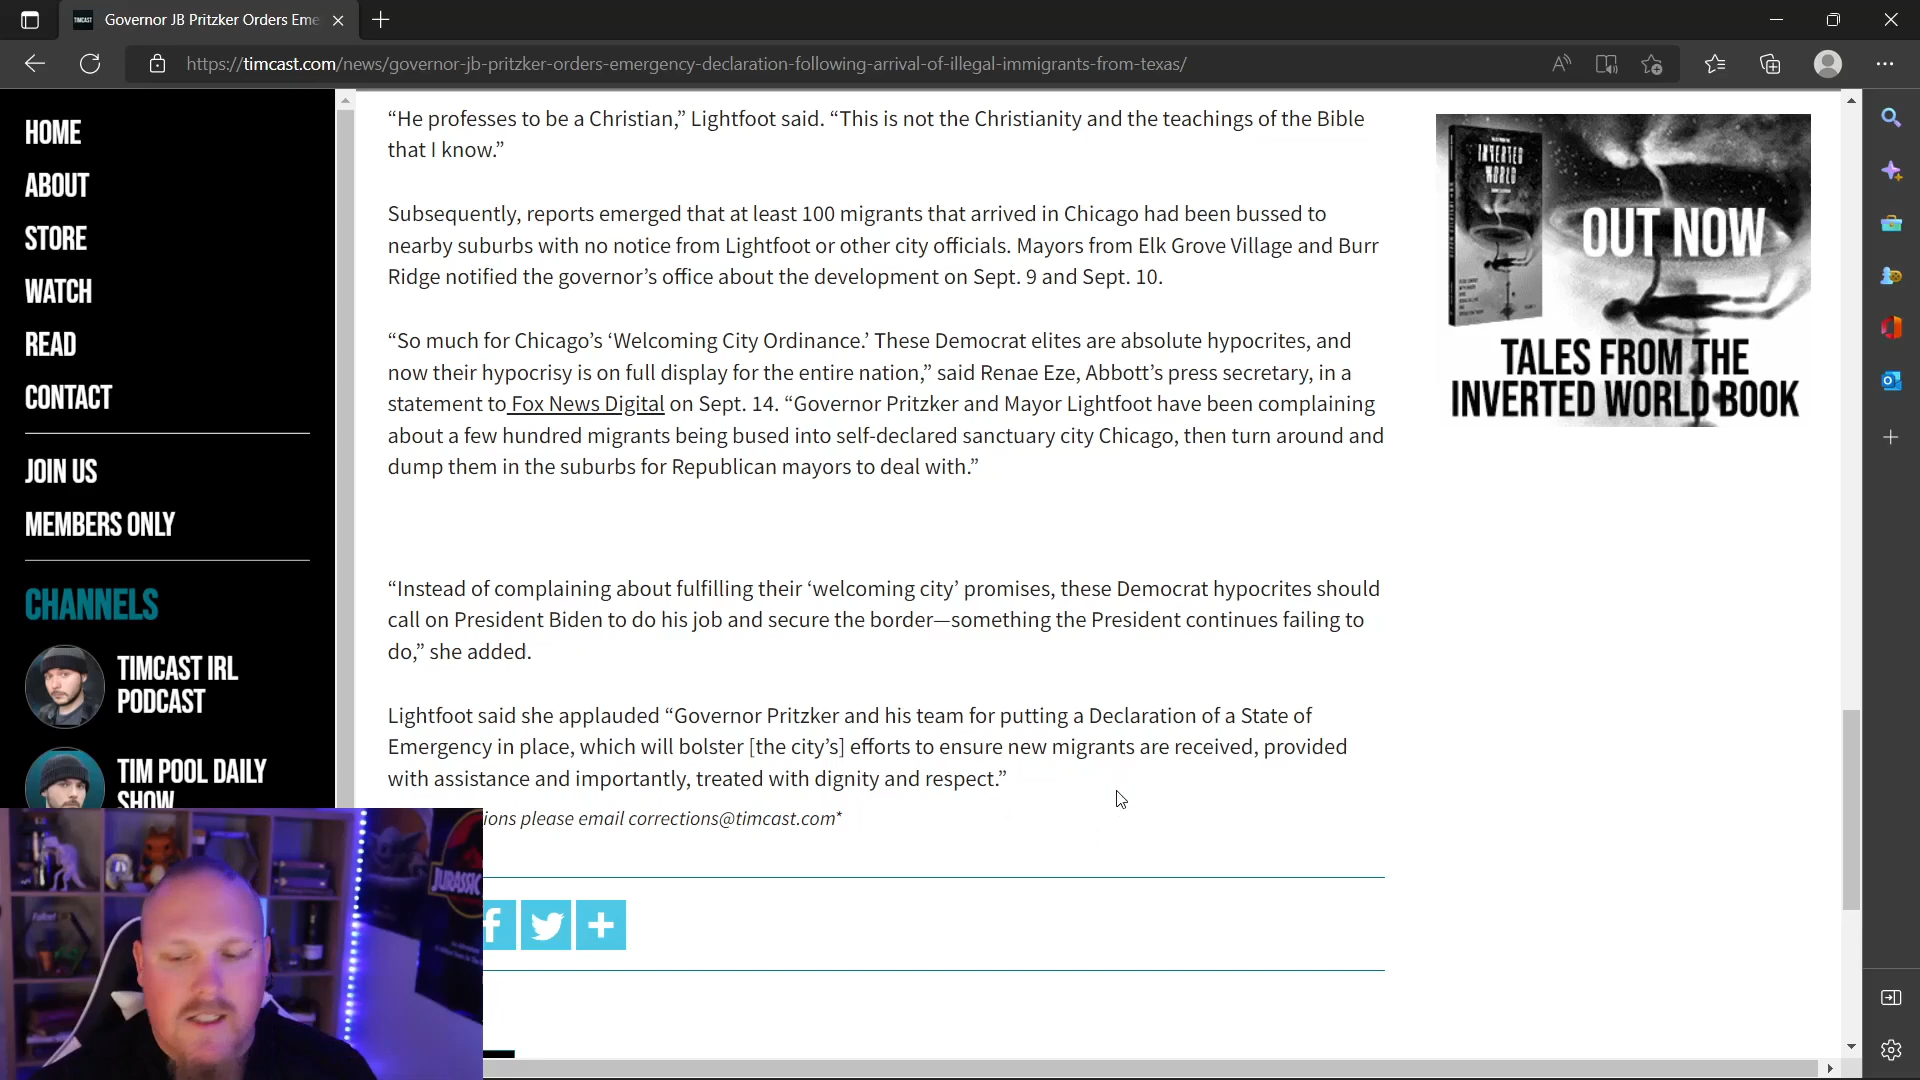 Governor JB Pritzker Orders Eme
https://timcast.com/news/governor-jb-pritzker-orders-emergency-declaration-following-arrival-of-illegal-immigrants-from-texas/
HOME
ABOUT
STORE
WATCH
READ
CONTACT
JOIN US
MEMBERS ONLY
CHANNELS
TIMCAST IRL
PODCAST
TIM POOL DAILY
SHOW
“He professes to be a Christian,” Lightfoot said. “This is not the Christianity and the teachings of the Bible
that I know.”
Subsequently, reports emerged that at least 100 migrants that arrived in Chicago had been bussed to
nearby suburbs with no notice from Lightfoot or other city officials. Mayors from Elk Grove Village and Burr
Ridge notified the governor’s office about the development on Sept. 9 and Sept. 10.
“So much for Chicago’s ‘Welcoming City Ordinance.’ These Democrat elites are absolute hypocrites, and
now their hypocrisy is on full display for the entire nation,” said Renae Eze, Abbott’s press secretary, in a
statement to Fox News Digital on Sept. 14. “Governor Pritzker and Mayor Lightfoot have been complaining
about a few hundred migrants being bused into self-declared sanctuary city Chicago, then turn around and
dump them in the suburbs for Republican mayors to deal with.”
“Instead of complaining about fulfilling their ‘welcoming city’ promises, these Democrat hypocrites should
call on President Biden to do his job and secure the border—something the President continues failing to
do,” she added.
Lightfoot said she applauded “Governor Pritzker and his team for putting a Declaration of a State of
Emergency in place, which will bolster [the city’s] efforts to ensure new migrants are received, provided
with assistance and importantly, treated with dignity and respect.”
ions please email corrections@timcast.com*
INVERTED
WORLD
OUT NOW
TALES FROM THE
INVERTED WORLD BOOK
JURASSIC